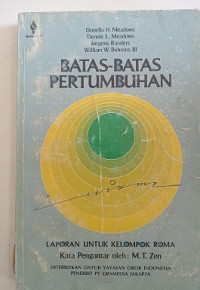 Donella H. Meadows
Dennis L. Meadows
Jørgen Randers
William W. Behrens III
BATAS-BATAS
PERTUMBUHAN
LAPORAN UNTUK KELOMPOK ROMA
Kata Pengantar oleh: M.T. Zen
DITERBITKAN UNTUK YAYASAN OBOR INDONESIA
PENERBIT PT GRAMEDIA JAKARTA